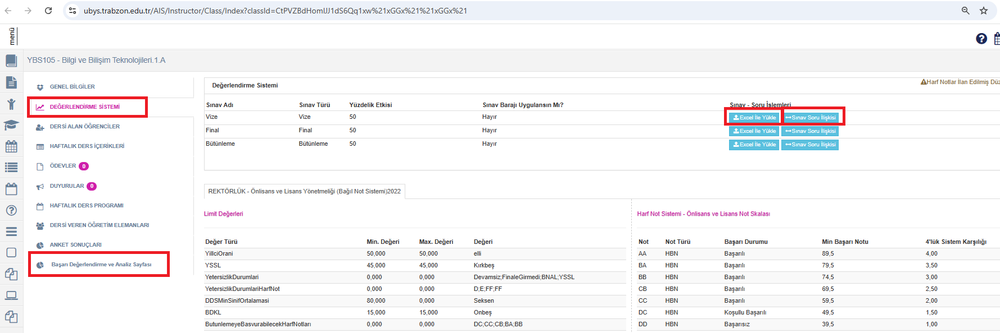 ubys.trabzon.edu.tr/AIS/Instructor/Class/Index?classId=CtPVZBdHomIJJ1dS6Qq1xw%21xGGx%21%21xGGx%21
menü
YBS105 - Bilgi ve Bilişim Teknolojileri.1.A
GENEL BİLGİLER
DEĞERLENDİRME SİSTEMİ
DERSİ ALAN ÖĞRENCİLER
HAFTALIK DERS İÇERİKLERİ
ÖDEVLER 0
DUYURULAR 0
HAFTALIK DERS PROGRAMI
DERSİ VEREN ÖĞRETİM ELEMANLARI
ANKET SONUÇLARI
Başarı Değerlendirme ve Analiz Sayfası
Değerlendirme Sistemi
Harf Notlar İlan Edilmiş Düz
Sınav Adı Sınav Türü Yüzdelik Etkisi Sınav Barajı Uygulansın Mı? Sınav - Soru İşlemleri
Vize Vize 50 Hayır Excel İle Yükle Sınav Soru İlişkisi
Final Final 50 Hayır Excel İle Yükle Sınav Soru İlişkisi
Bütünleme Bütünleme 50 Hayır Excel İle Yükle Sınav Soru İlişkisi
REKTÖRLÜK - Önlisans ve Lisans Yönetmeliği (Bağıl Not Sistemi)2022
Limit Değerleri
Değer Türü Min. Değeri Max. Değeri Değeri
YillciOrani 50,000 50,000 elli
YSSL 45,000 45,000 Kırkbeş
YetersizlikDurumlari 0,000 0,000 Devamsiz;FinaleGirmedi;BNAL;YSSL
YetersizlikDurumlariHarfNot 0,000 0,000 D;E;FF;FF
DDSMinSinifOrtalamasi 80,000 0,000 Seksen
BDKL 15,000 15,000 Onbeş
ButunlemeyeBasvurabilecekHarfNotları 0,000 0,000 DC;CC;CB;BA;BB
Harf Not Sistemi - Önlisans ve Lisans Not Skalası
Not Not Türü Başarı Durumu Min Başarı Notu 4'lük Sistem Karşılığı
AA HBN Başarılı 89,5 4,00
BA HBN Başarılı 79,5 3,50
BB HBN Başarılı 74,5 3,00
CB HBN Başarılı 69,5 2,50
CC HBN Başarılı 59,5 2,00
DC HBN Koşullu Başarılı 49,5 1,50
DD HBN Başarısız 39,5 1,00